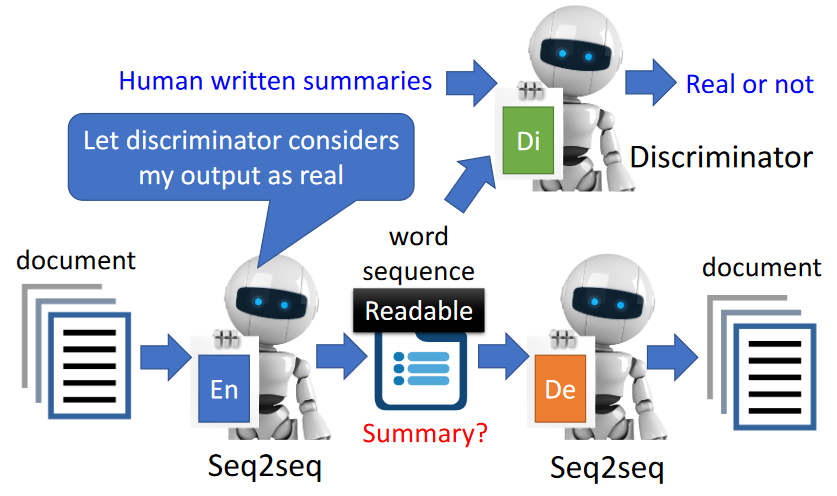 Human written summaries
Real or not
Di
Discriminator
Let discriminator considers
my output as real
word
sequence
document
document
Readable
En
De
Summary?
Seq2seq
Seq2seq